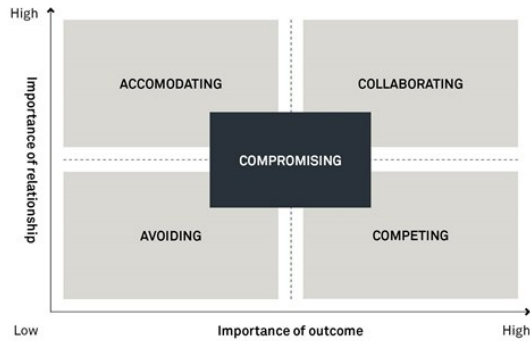 High
Importance of relationship
ACCOMODATING
COLLABORATING
COMPROMISING
AVOIDING
COMPETING
Low
Importance of outcome
High